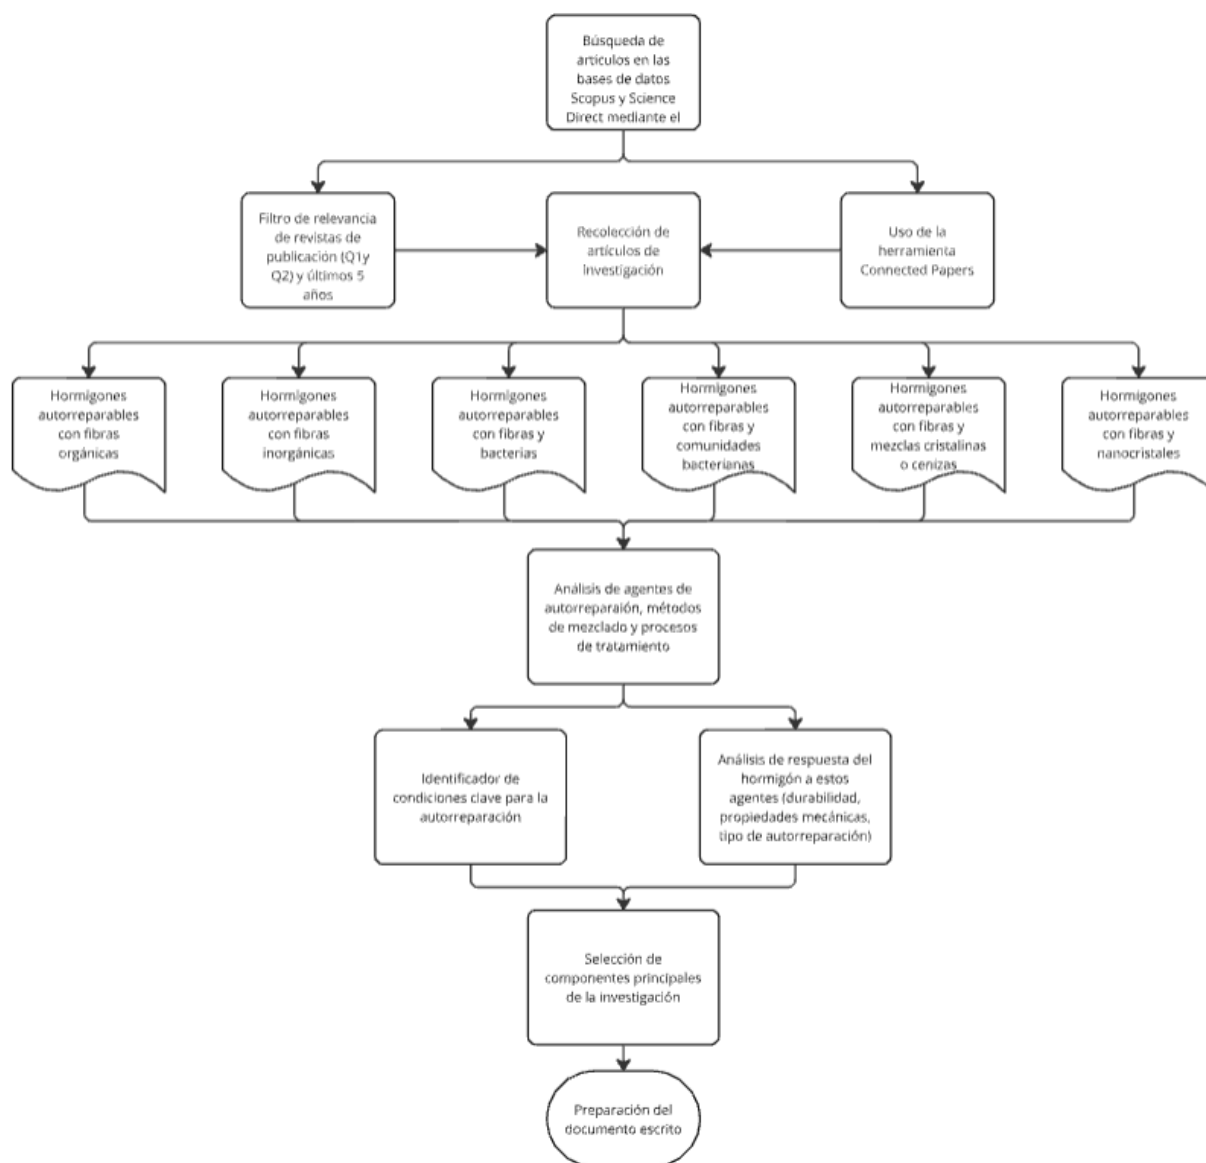 Búsqueda de
artículos en las
bases de datos
Scopus y Science
Direct mediante el
Filtro de relevancia
de revistas de
publicación (Q1y
Q2) y últimos 5
años
Recolección de
artículos de
investigación
Uso de la
herramienta
Connected Papers
Hormigones
autorreparables
con fibras
orgánicas
Hormigones
autorreparables
con fibras
inorgánicas
Hormigones
autorreparables
con fibras y
bacterias
Hormigones
autorreparables
con fibras y
comunidades
bacterianas
Hormigones
autorreparables
con fibras y
mezclas cristalinas
o cenizas
Hormigones
autorreparables
con fibras y
nanocristales
Análisis de agentes de
autorreparaión, métodos
de mezclado y procesos
de tratamiento
Identificador de
condiciones clave para la
autorreparación
Análisis de respuesta del
hormigón a estos
agentes (durabilidad,
propiedades mecánicas,
tipo de autorreparación)
Selección de
componentes principales
de la investigación
Preparación del
documento escrito